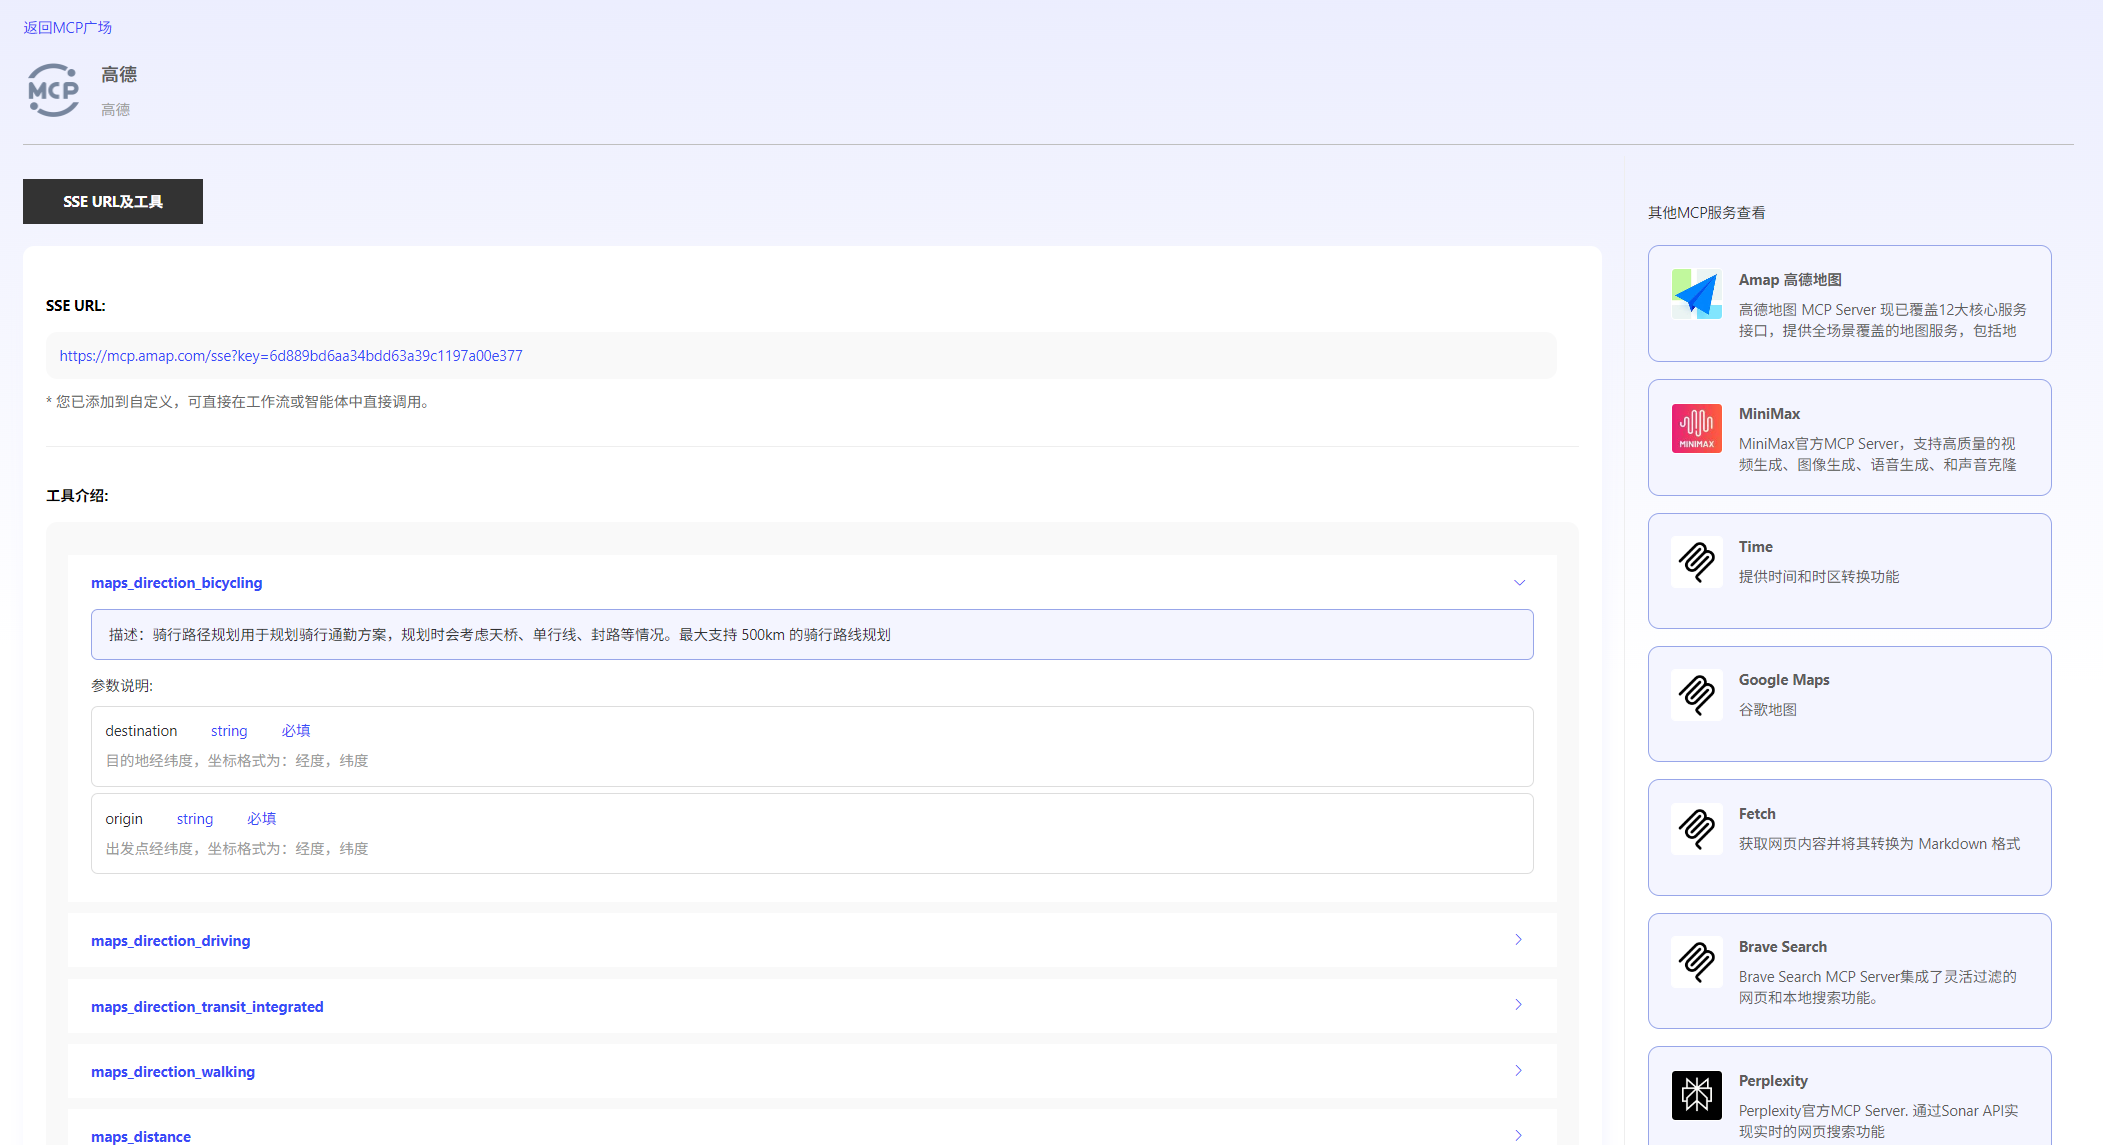 返回MCP广场
MCP
高德
高德
SSE URL及工具
SSE URL:
https://mcp.amap.com/sse?key=6d889bd6aa34bdd63a39c1197a00e377
* 您已添加到自定义，可直接在工作流或智能体中直接调用。
工具介绍:
maps_direction_bicycling
描述：骑行路径规划用于规划骑行通勤方案，规划时会考虑天桥、单行线、封路等情况。最大支持 500km 的骑行路线规划
参数说明:
destination string 必填
目的地经纬度，坐标格式为：经度，纬度
origin string 必填
出发点经纬度，坐标格式为：经度，纬度
maps_direction_driving
maps_direction_transit_integrated
maps_direction_walking
maps_distance
其他MCP服务查看
Amap 高德地图
高德地图 MCP Server 现已覆盖12大核心服务
接口，提供全场景覆盖的地图服务，包括地
MINIMAX
MiniMax
MiniMax官方MCP Server，支持高质量的视
频生成、图像生成、语音生成、和声音克隆
Time
提供时间和时区转换功能
Google Maps
谷歌地图
Fetch
获取网页内容并将其转换为 Markdown 格式
Brave Search
Brave Search MCP Server集成了灵活过滤的
网页和本地搜索功能。
Perplexity
Perplexity官方MCP Server. 通过Sonar API实
现实时的网页搜索功能